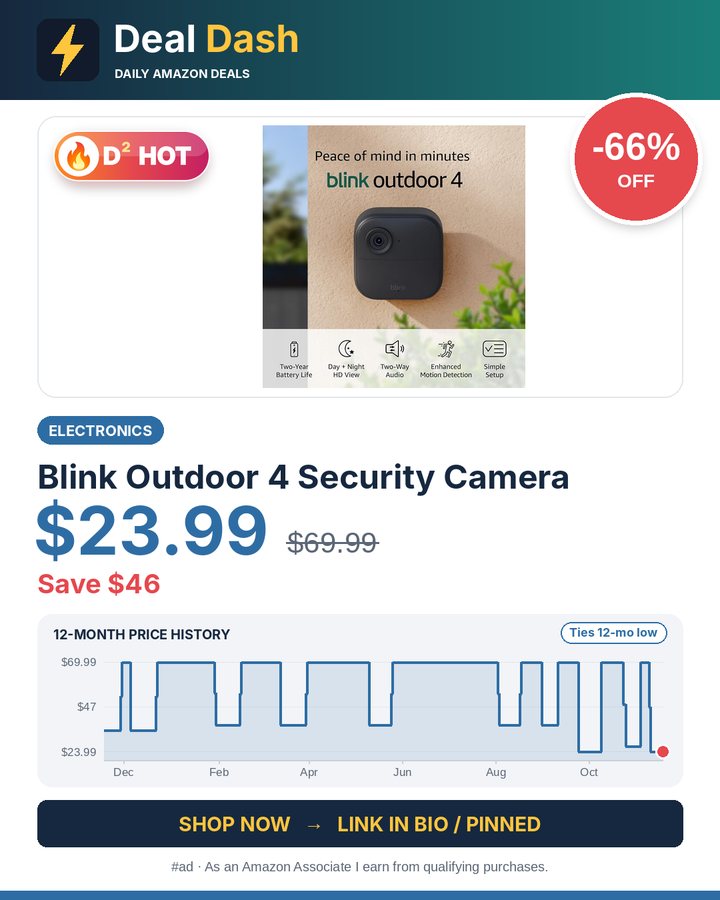 Deal Dash
DAILY AMAZON DEALS
D² HOT
-66%
OFF
Peace of mind in minutes
blink outdoor 4
blink
Two-Year
Battery Life
Day + Night
HD View
Two-Way
Audio
Enhanced
Motion Detection
Simple
Setup
ELECTRONICS
Blink Outdoor 4 Security Camera
$23.99 $69.99
Save $46
12-MONTH PRICE HISTORY
Ties 12-mo low
$69.99
$47
$23.99
Dec Feb Apr Jun Aug Oct
SHOP NOW → LINK IN BIO / PINNED
#ad · As an Amazon Associate I earn from qualifying purchases.